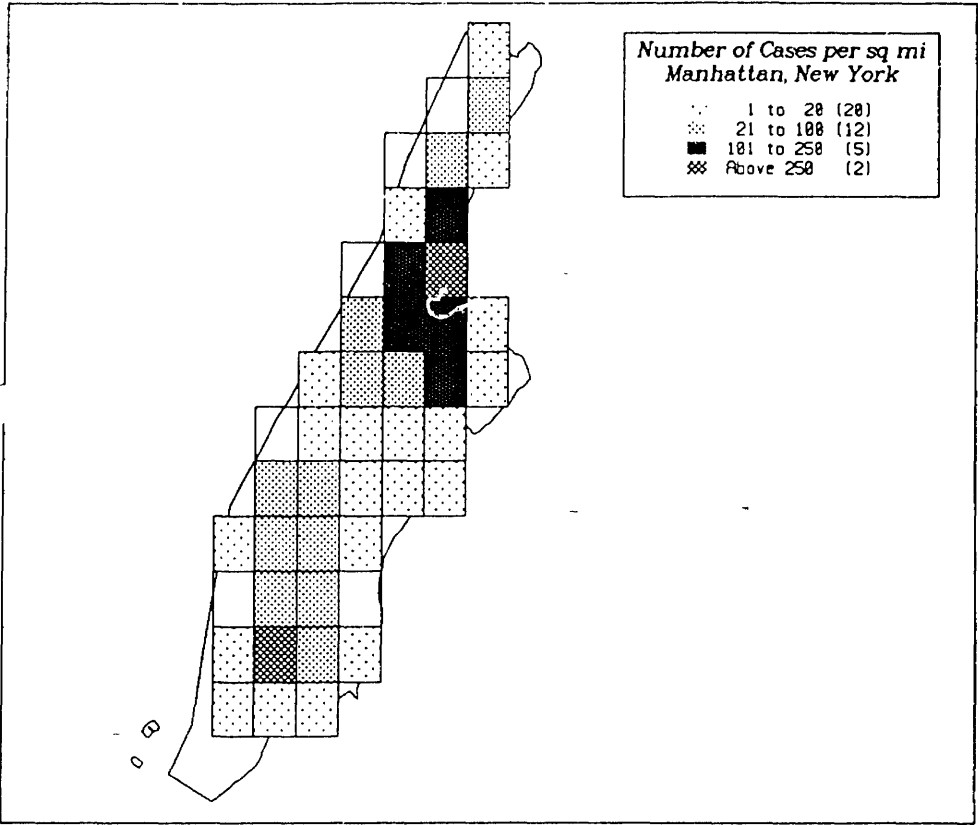 Number of Cases per sq mi
Manhattan, New York
1 to 20 (20)
21 to 100 (12)
101 to 250 (5)
Above 250 (2)